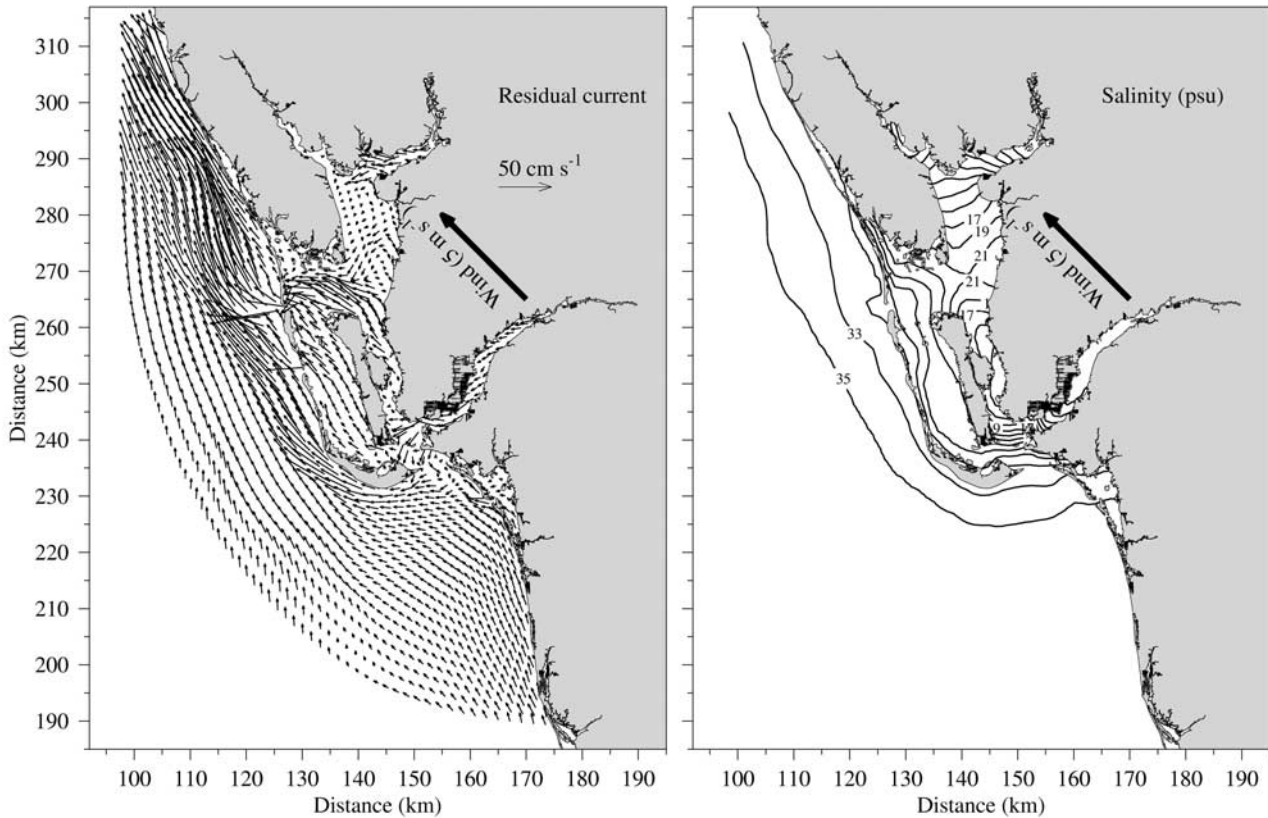 310
300
290
280
270
260
250
240
230
220
210
200
190
Distance (km)
Residual current
50 cm s⁻¹
Wind (5 m s⁻¹)
100 110 120 130 140 150 160 170 180 190
Distance (km)
Salinity (psu)
17
19
21
21
17
33
35
9
Wind (5 m s⁻¹)
100 110 120 130 140 150 160 170 180 190
Distance (km)